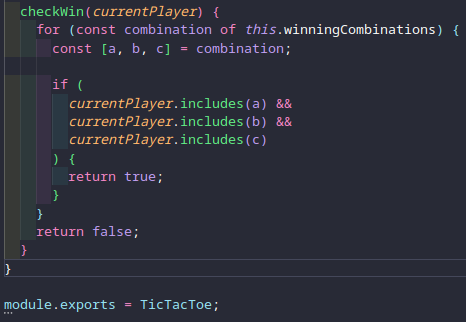 checkWin(currentPlayer) {
for (const combination of this.winningCombinations) {
const [a, b, c] = combination;
if (
currentPlayer.includes(a) &&
currentPlayer.includes(b) &&
currentPlayer.includes(c)
) {
return true;
}
}
return false;
}
}
module.exports = TicTacToe;